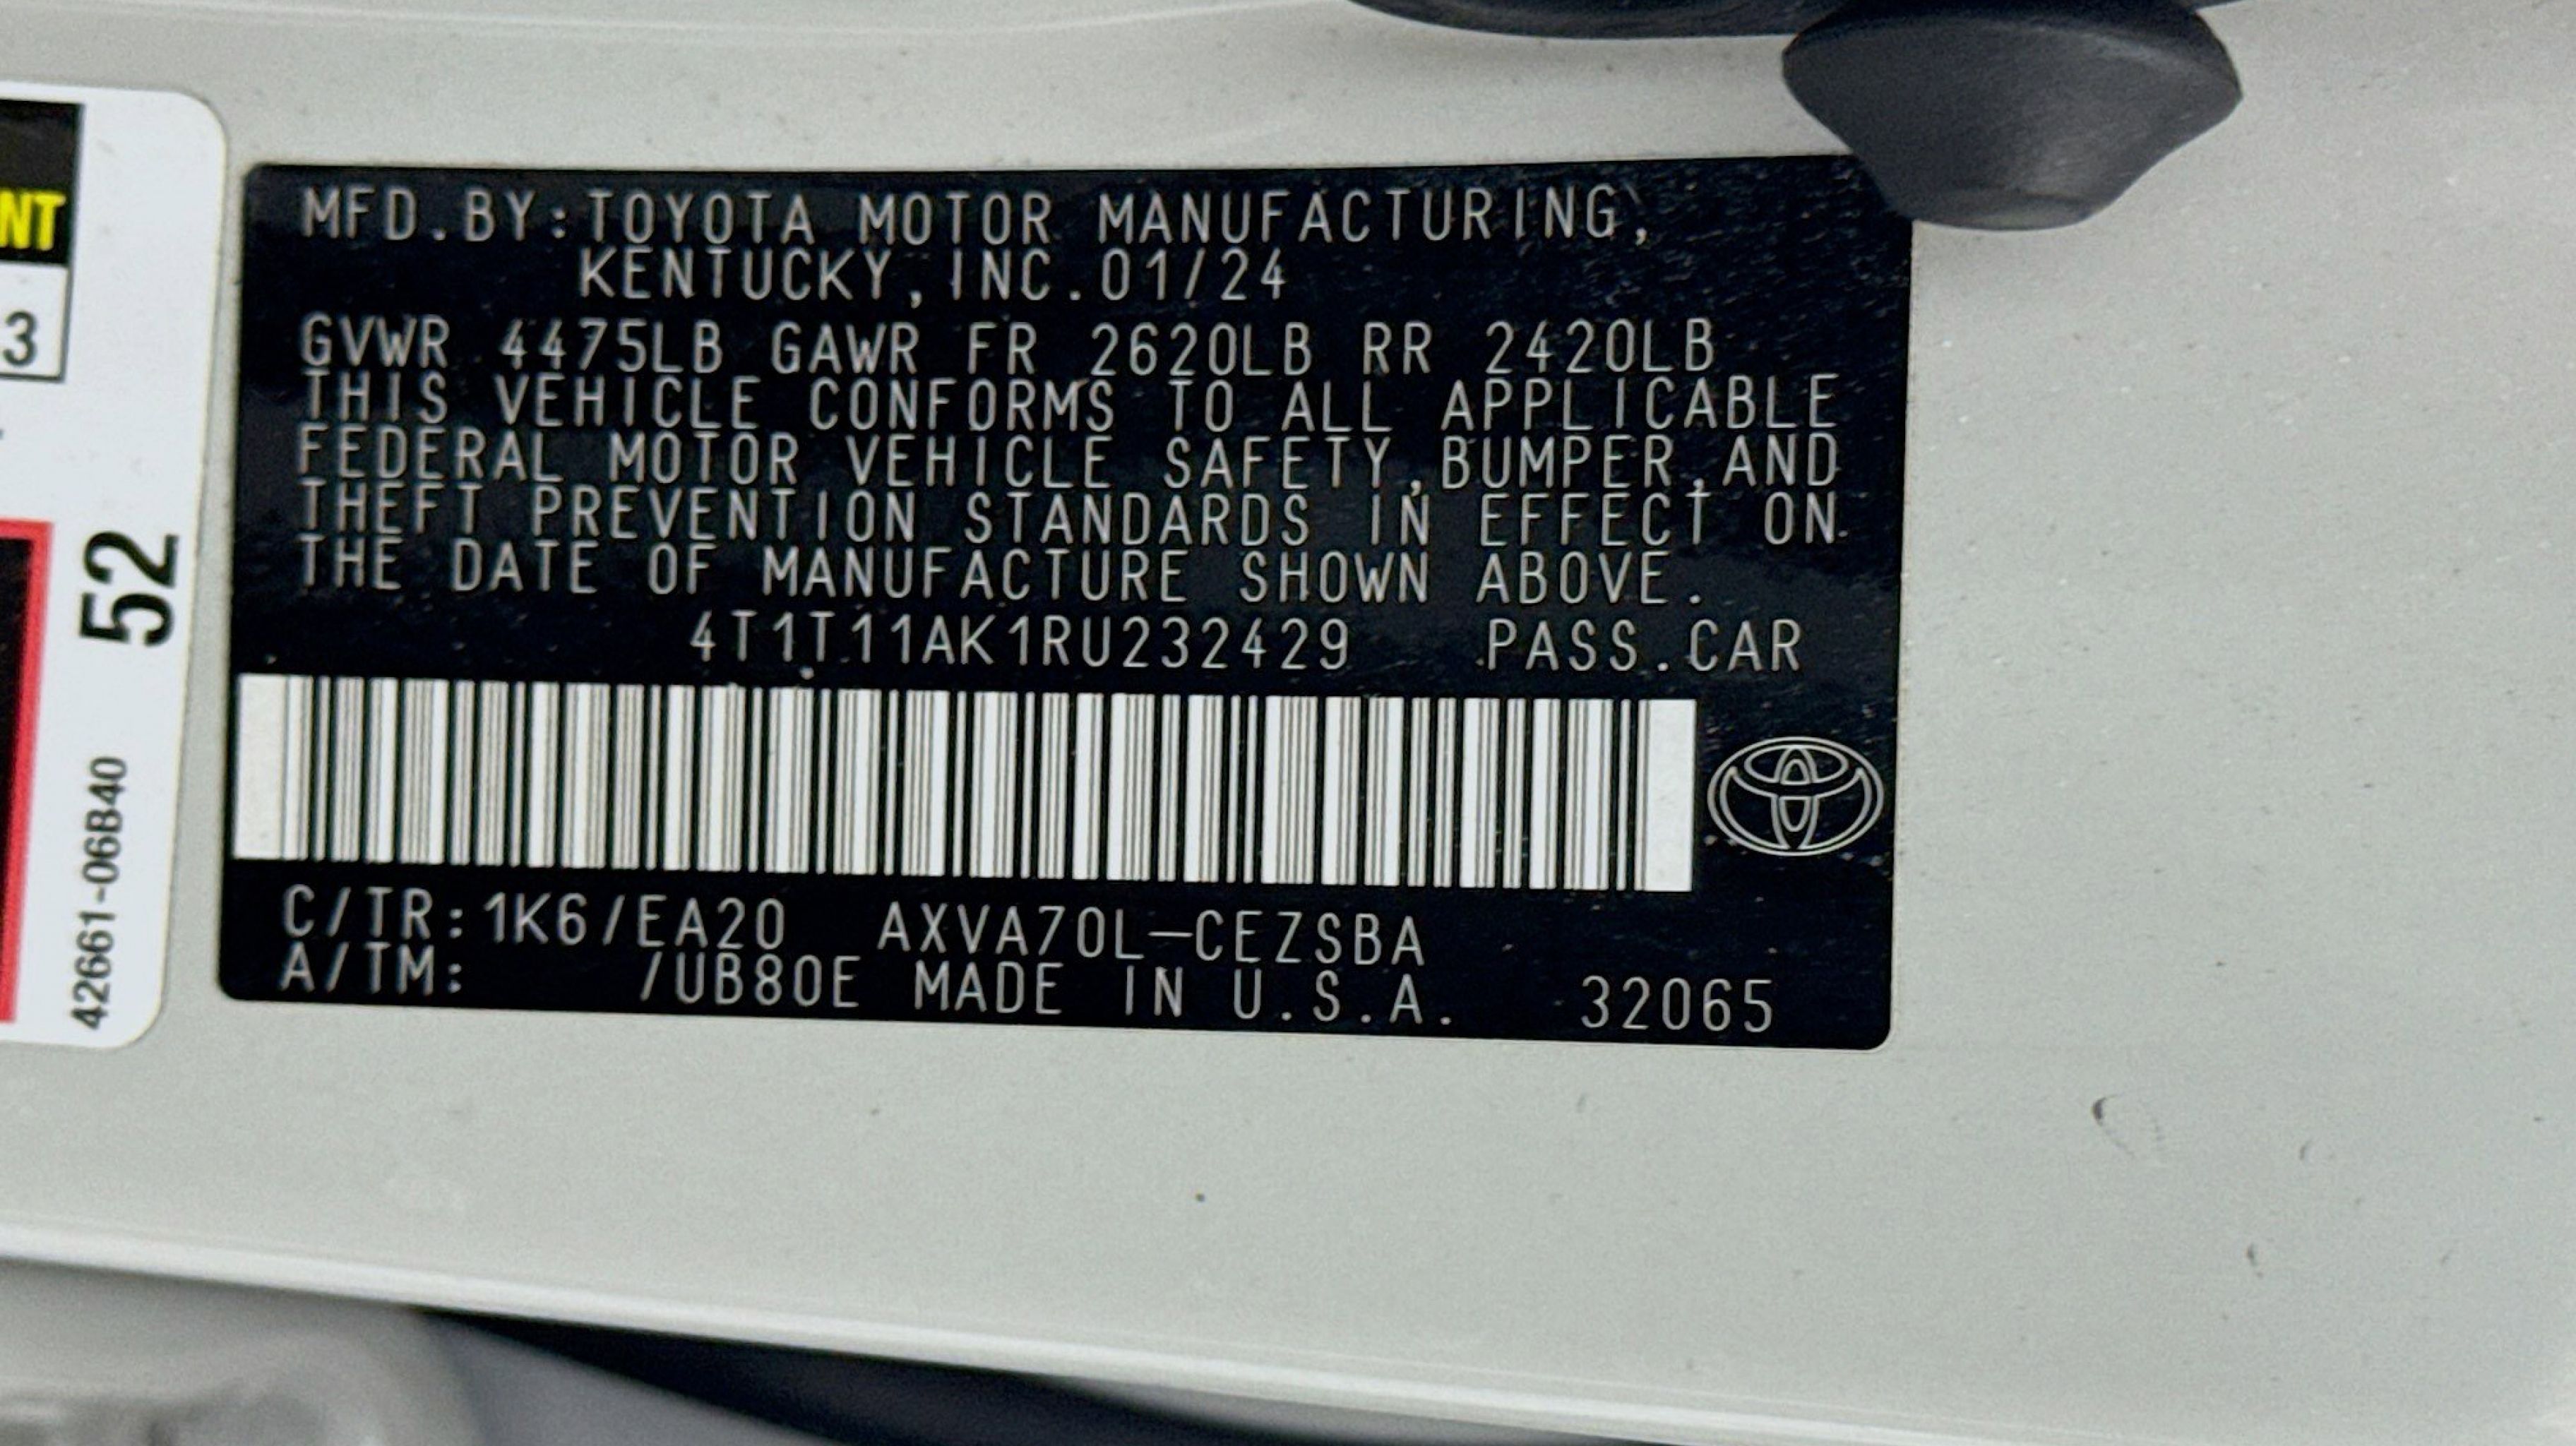 NT
3
52
42661-06B40
MFD.BY:TOYOTA MOTOR MANUFACTURING,
KENTUCKY, INC.01/24
GVWR 4475LB GAWR FR 2620LB RR 2420LB
THIS VEHICLE CONFORMS TO ALL APPLICABLE
FEDERAL MOTOR VEHICLE SAFETY,BUMPER,AND
THEFT PREVENTION STANDARDS IN EFFECT ON
THE DATE OF MANUFACTURE SHOWN ABOVE.
4T1T11AK1RU232429 PASS.CAR
C/TR:1K6/EA20 AXVA70L-CEZSBA
A/TM: /UB80E MADE IN U.S.A. 32065